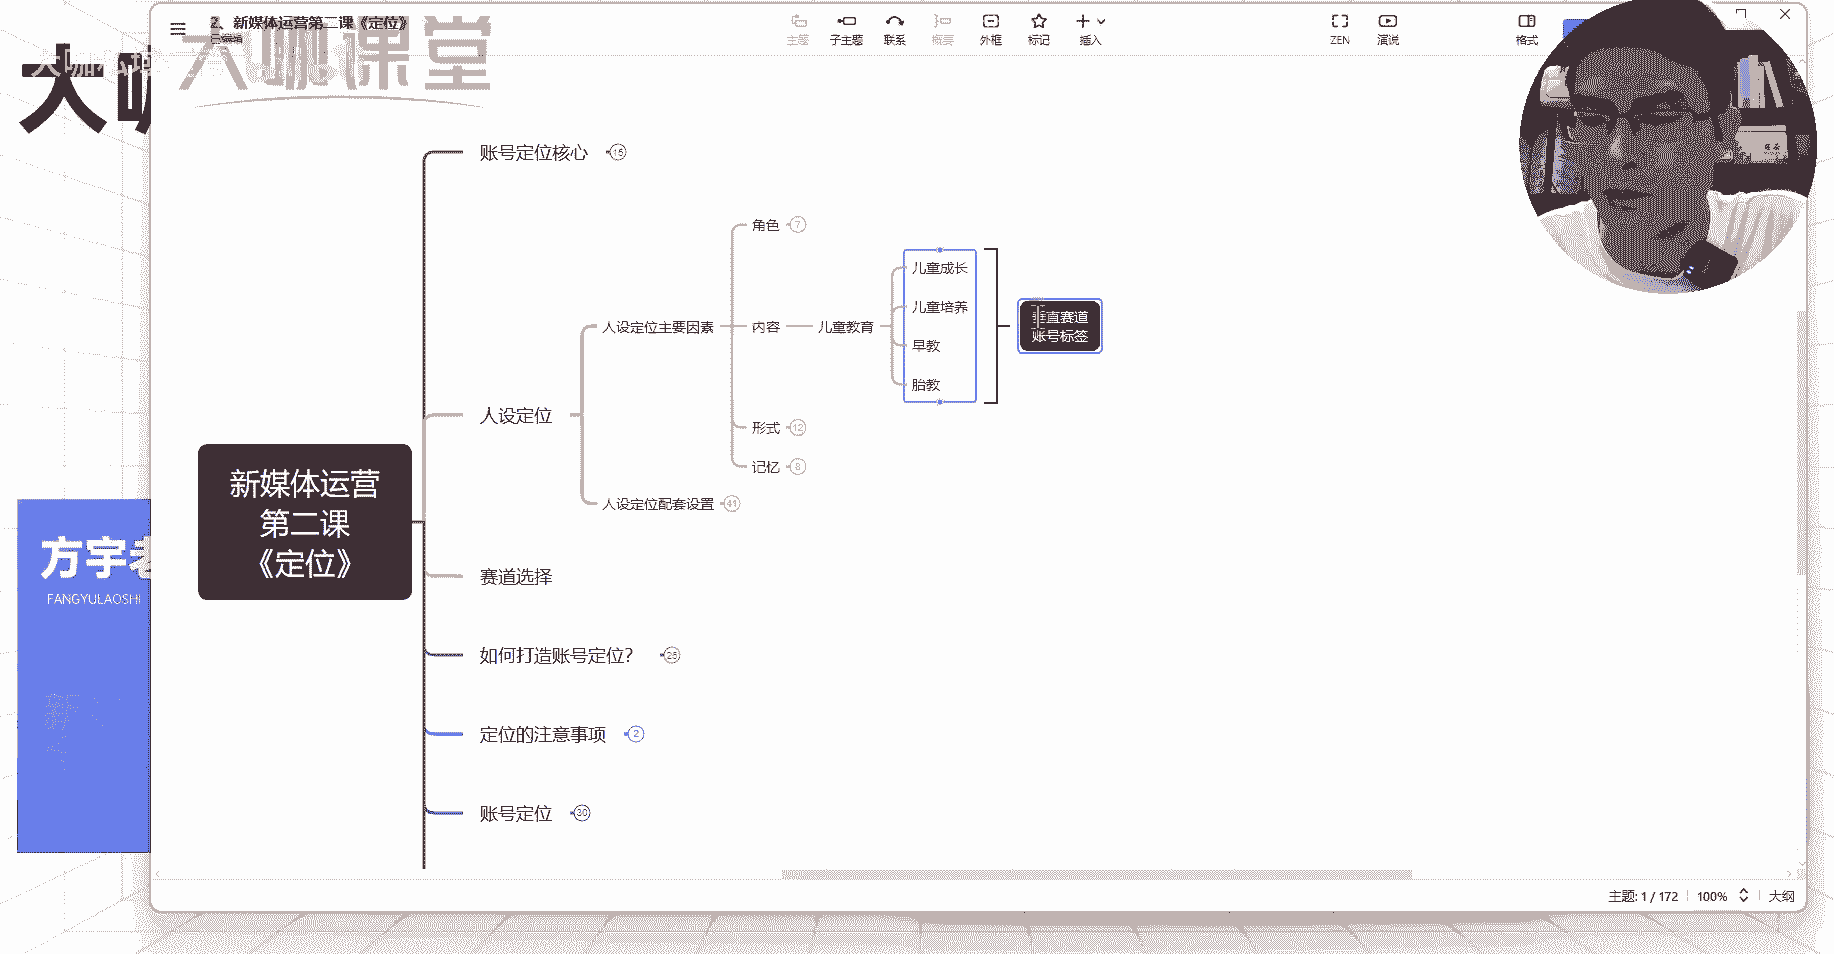 2、新媒体运营第二课《定位》
已编辑
大咖课堂
主题
子主题
联系
概要
外框
标记
插入
ZEN
演说
格式
大咖
账号定位核心 15
角色 7
儿童成长
儿童培养
垂直赛道
账号标签
人设定位主要因素
内容
儿童教育
早教
胎教
人设定位
形式 12
记忆 8
新媒体运营
第二课
《定位》
人设定位配套设置 41
方宇老
FANGYULAOSHI
赛道选择
如何打造账号定位？ 25
定位的注意事项 2
账号定位 30
主题: 1 / 172
100%
大纲